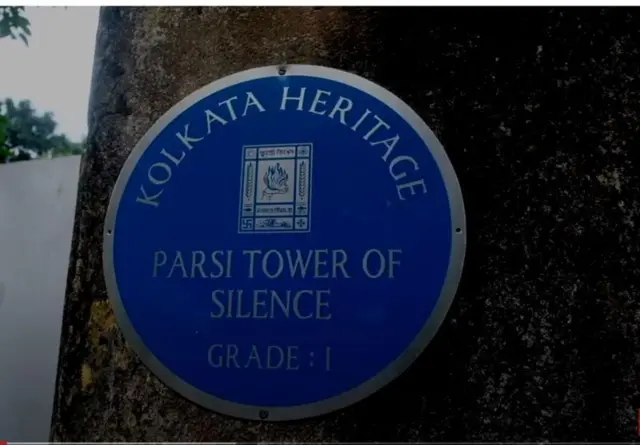 KOLKATA HERITAGE
PARSI TOWER OF
SILENCE
GRADE : I